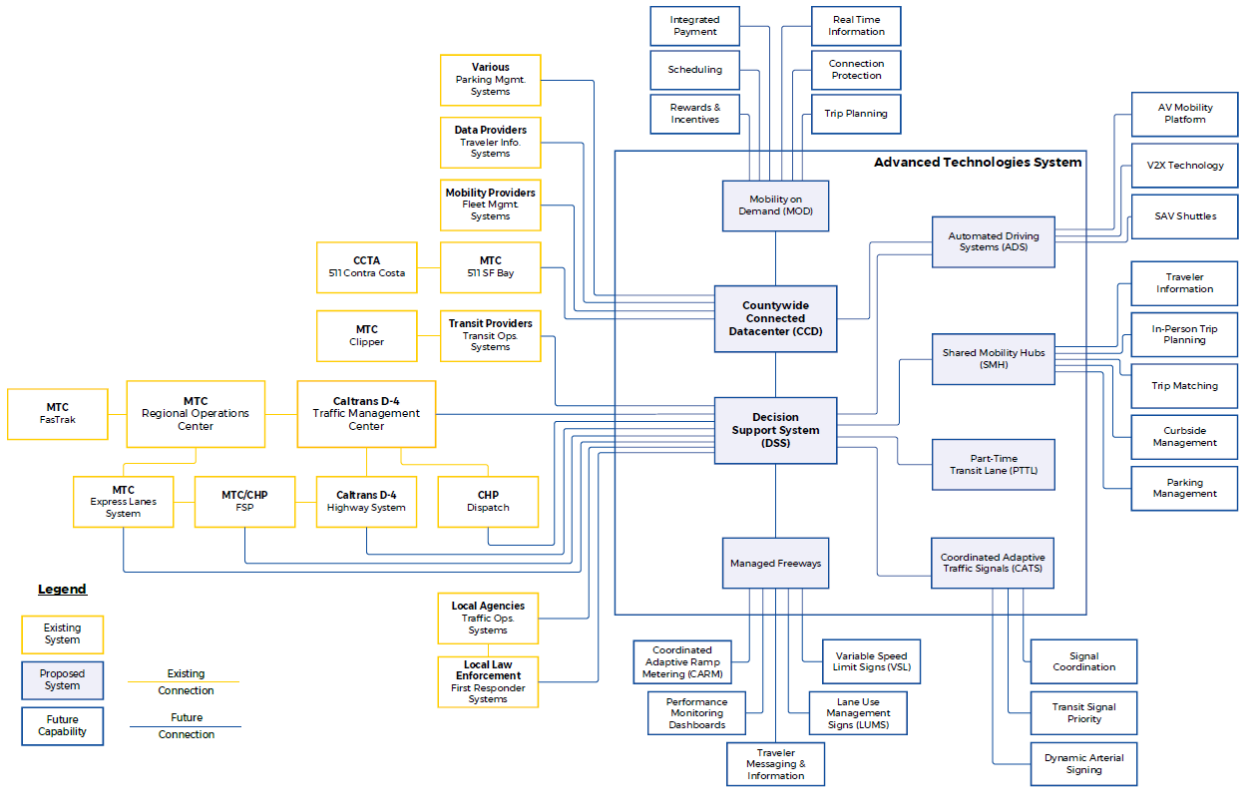 Integrated
Payment
Real Time
Information
Scheduling
Connection
Protection
Rewards &
Incentives
Trip Planning
Various
Parking Mgmt.
Systems
Data Providers
Traveler Info.
Systems
Mobility Providers
Fleet Mgmt.
Systems
CCTA
511 Contra Costa
MTC
511 SF Bay
MTC
Clipper
Transit Providers
Transit Ops.
Systems
MTC
FasTrak
MTC
Regional Operations
Center
Caltrans D-4
Traffic Management
Center
MTC
Express Lanes
System
MTC/CHP
FSP
Caltrans D-4
Highway System
CHP
Dispatch
Local Agencies
Traffic Ops.
Systems
Local Law
Enforcement
First Responder
Systems
Advanced Technologies System
Mobility on
Demand (MOD)
Automated Driving
Systems (ADS)
Countywide
Connected
Datacenter (CCD)
Shared Mobility Hubs
(SMH)
Decision
Support System
(DSS)
Part-Time
Transit Lane (PTTL)
Managed Freeways
Coordinated Adaptive
Traffic Signals (CATS)
AV Mobility
Platform
V2X Technology
SAV Shuttles
Traveler
Information
In-Person Trip
Planning
Trip Matching
Curbside
Management
Parking
Management
Coordinated
Adaptive Ramp
Metering (CARM)
Variable Speed
Limit Signs (VSL)
Performance
Monitoring
Dashboards
Lane Use
Management
Signs (LUMS)
Traveler
Messaging &
Information
Signal
Coordination
Transit Signal
Priority
Dynamic Arterial
Signing
Legend
Existing
System
Proposed
System
Future
Capability
Existing
Connection
Future
Connection